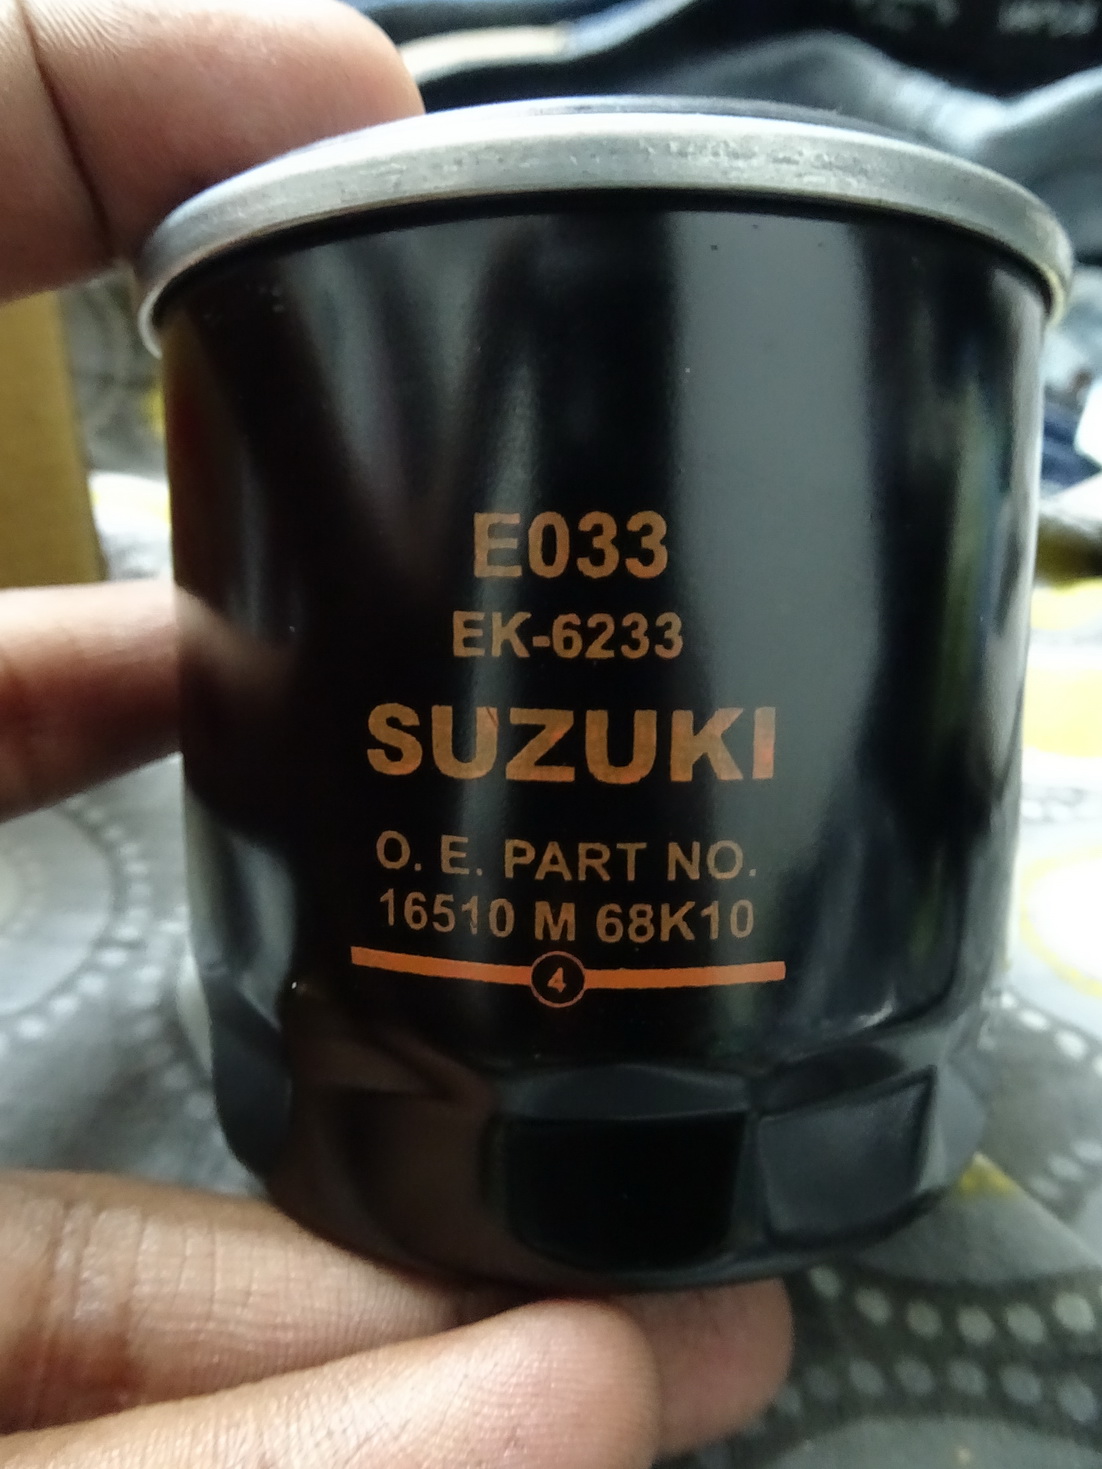 E033
EK-6233
SUZUKI
O. E. PART NO.
16510 M 68K10
4